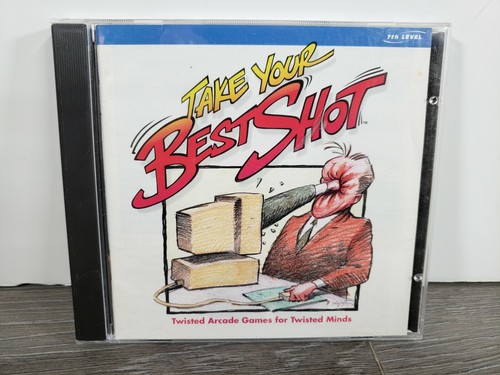 7th LEVEL
TAKE YOUR
BEST SHOT
Twisted Arcade Games for Twisted Minds